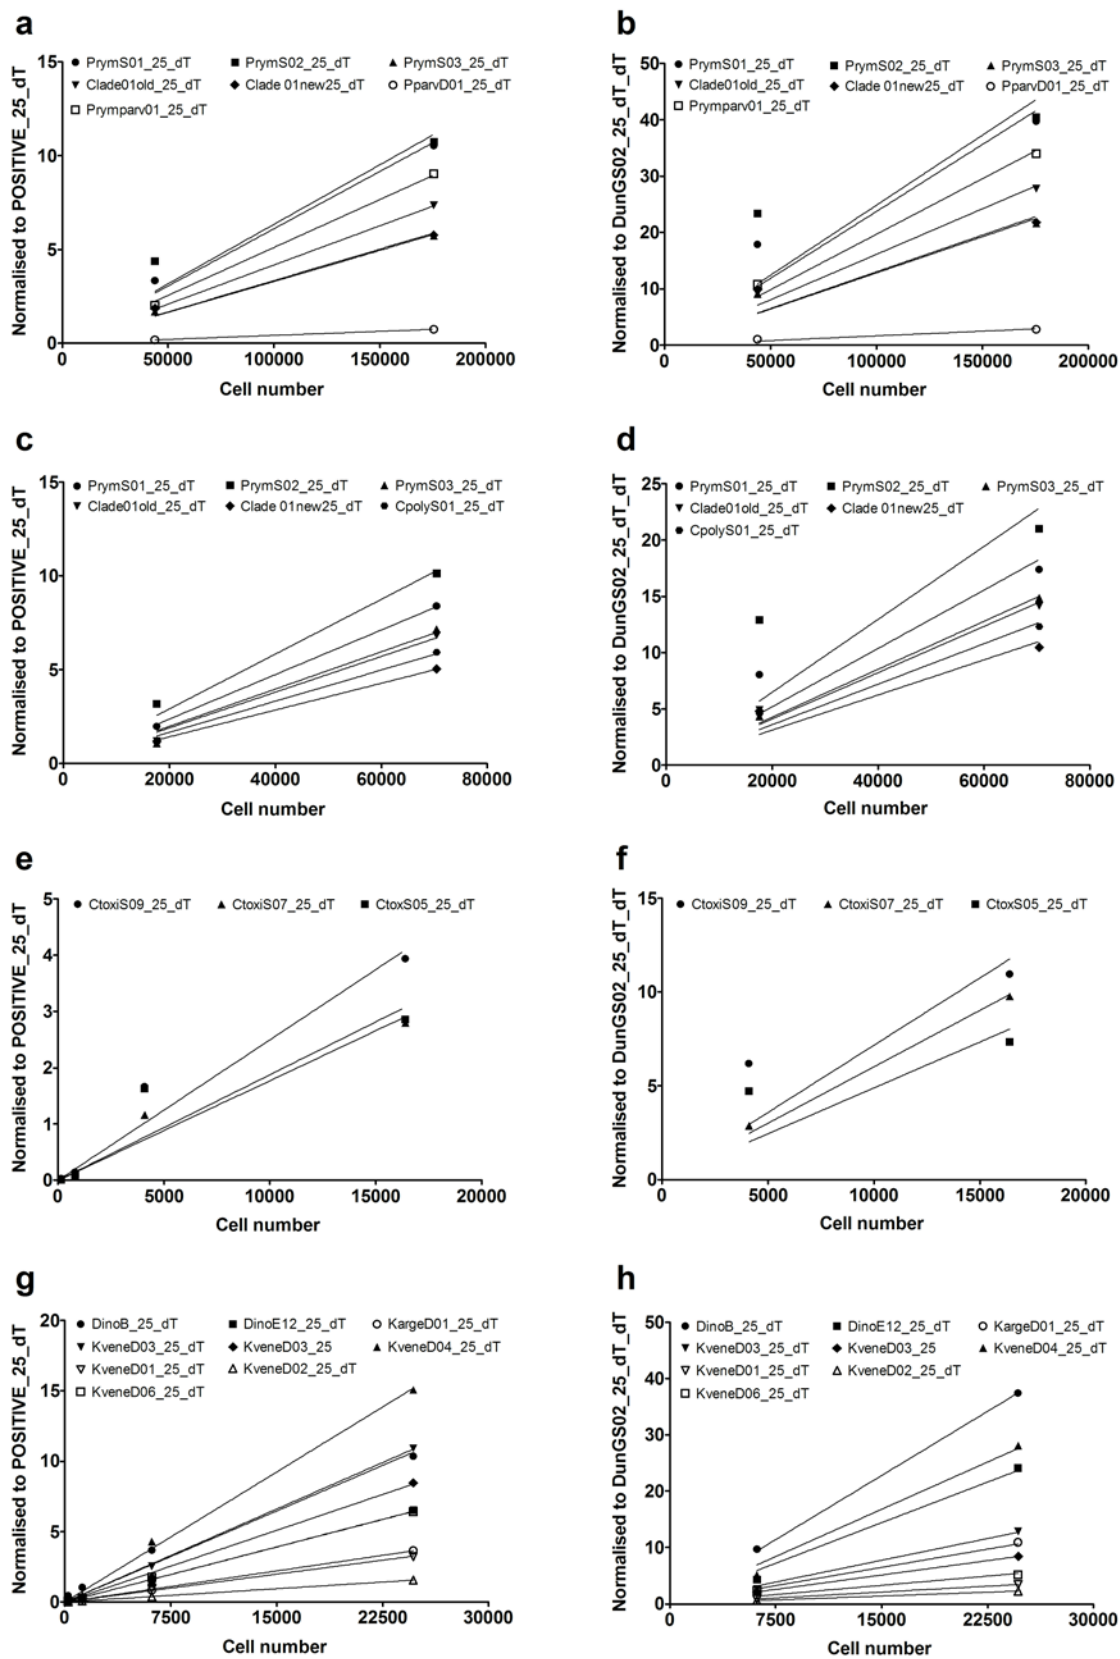 a
Normalised to POSITIVE_25_dT
PrymS01_25_dT PrymS02_25_dT PrymS03_25_dT
Clade01old_25_dT Clade 01new25_dT PparvD01_25_dT
Prymparv01_25_dT
15
10
5
0
0 50000 100000 150000 200000
Cell number
b
Normalised to DunGS02_25_dT_dT
PrymS01_25_dT PrymS02_25_dT PrymS03_25_dT
Clade01old_25_dT Clade 01new25_dT PparvD01_25_dT
Prymparv01_25_dT
50
40
30
20
10
0
0 50000 100000 150000 200000
Cell number
c
Normalised to POSITIVE_25_dT
PrymS01_25_dT PrymS02_25_dT PrymS03_25_dT
Clade01old_25_dT Clade 01new25_dT CpolyS01_25_dT
15
10
5
0
0 20000 40000 60000 80000
Cell number
d
Normalised to DunGS02_25_dT_dT
PrymS01_25_dT PrymS02_25_dT PrymS03_25_dT
Clade01old_25_dT Clade 01new25_dT
CpolyS01_25_dT
25
20
15
10
5
0
0 20000 40000 60000 80000
Cell number
e
Normalised to POSITIVE_25_dT
CtoxiS09_25_dT CtoxiS07_25_dT CtoxS05_25_dT
5
4
3
2
1
0
0 5000 10000 15000 20000
Cell number
f
Normalised to DunGS02_25_dT_dT
CtoxiS09_25_dT CtoxiS07_25_dT CtoxS05_25_dT
15
10
5
0
0 5000 10000 15000 20000
Cell number
g
Normalised to POSITIVE_25_dT
DinoB_25_dT DinoE12_25_dT KargeD01_25_dT
KveneD03_25_dT KveneD03_25 KveneD04_25_dT
KveneD01_25_dT KveneD02_25_dT
KveneD06_25_dT
20
15
10
5
0
0 7500 15000 22500 30000
Cell number
h
Normalised to DunGS02_25_dT_dT
DinoB_25_dT DinoE12_25_dT KargeD01_25_dT
KveneD03_25_dT KveneD03_25 KveneD04_25_dT
KveneD01_25_dT KveneD02_25_dT
KveneD06_25_dT
50
40
30
20
10
0
0 7500 15000 22500 30000
Cell number